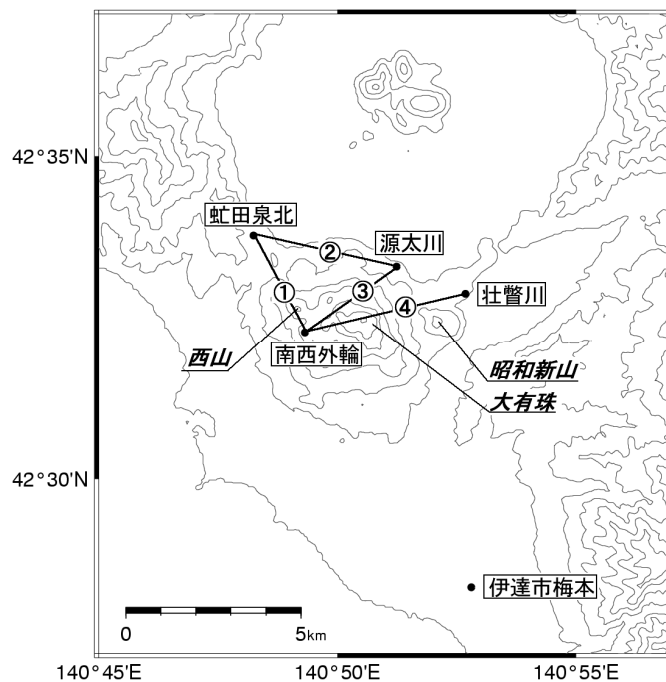 42°35'N
虻田泉北
源太川
②
①
③
④
壮瞥川
南西外輪
西山
昭和新山
大有珠
42°30'N
伊達市梅本
0
5km
140°45'E
140°50'E
140°55'E